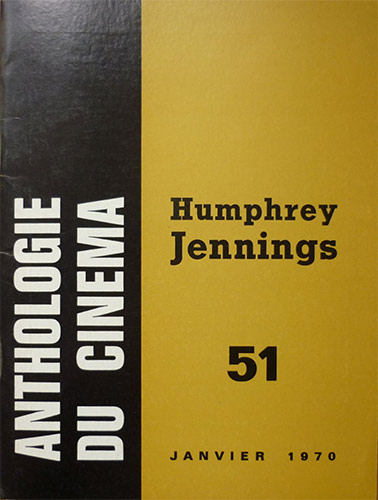 ANTHOLOGIE
DU CINEMA
Humphrey
Jennings
51
JANVIER 1970